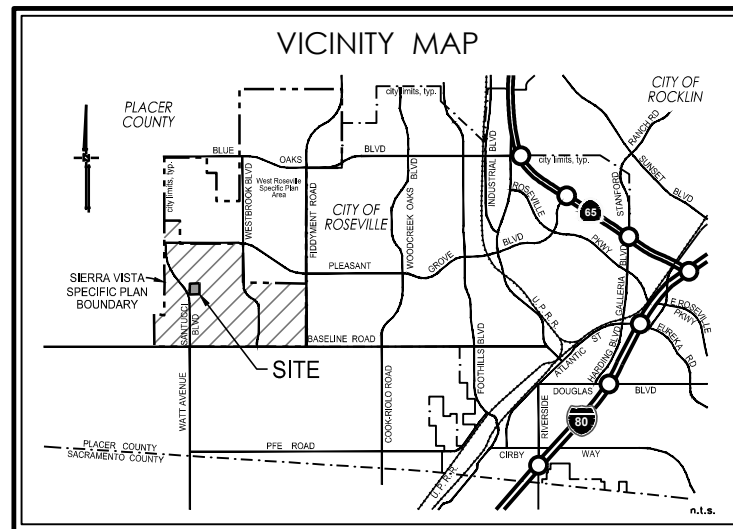 VICINITY MAP
PLACER
COUNTY
CITY OF
ROCKLIN
city limits, typ.
RANCH RD
SUNSET BLVD
BLUE OAKS BLVD
city limits, typ.
city limits, typ.
West Roseville
Specific Plan
Area
WESTBROOK BLVD
FIDDYMENT ROAD
CITY OF
ROSEVILLE
WOODCREEK OAKS BLVD
INDUSTRIAL BLVD
ROSEVILLE PKWY
65
STANFORD
PLEASANT GROVE BLVD
SIERRA VISTA
SPECIFIC PLAN
BOUNDARY
SANTUCCI
BLVD
U.P.R.R.
GALLERIA BLVD
E ROSEVILLE
PKWY
EUREKA RD
BASELINE ROAD
SITE
ATLANTIC ST
HARDING BLVD
FOOTHILLS BLVD
DOUGLAS BLVD
WATT AVENUE
COOK-RIOLO ROAD
RIVERSIDE
80
PLACER COUNTY
SACRAMENTO COUNTY
PFE ROAD
U.P.R.R.
CIRBY WAY
n.t.s.